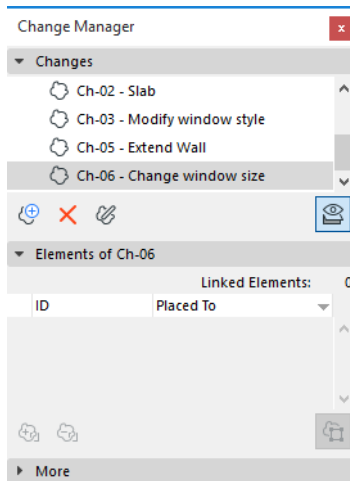 Change Manager
x
Changes
Ch-02 - Slab
Ch-03 - Modify window style
Ch-05 - Extend Wall
Ch-06 - Change window size
Elements of Ch-06
Linked Elements: 0
ID Placed To
More